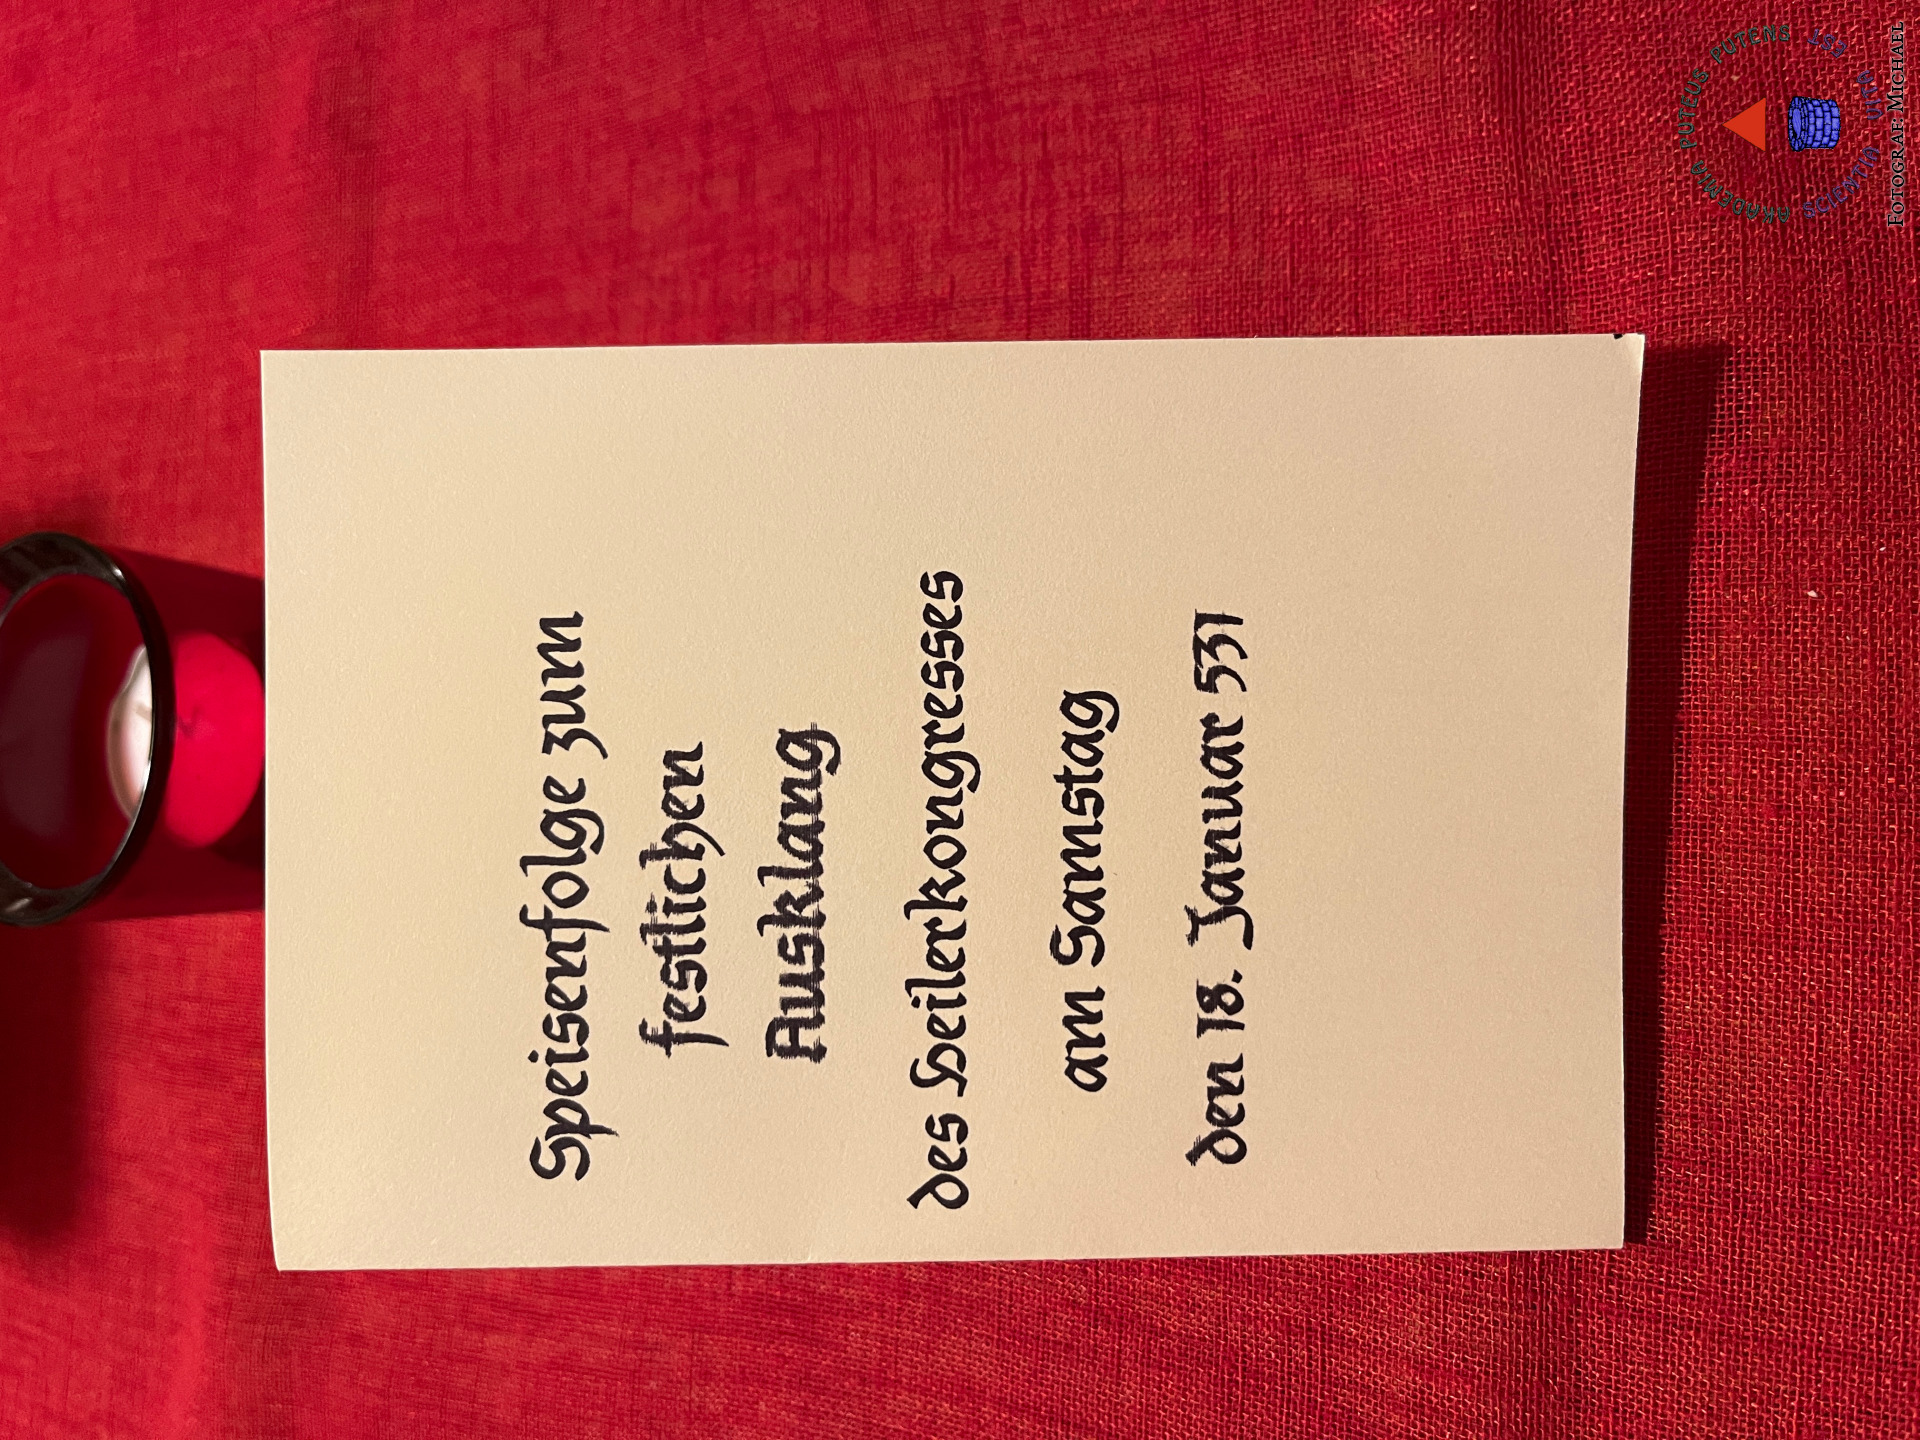 Speisenfolge zum
festlichen
Ausklang
des Heilerkongresses
am Samstag
den 18. Januar 531
AKADEMIA PUTEUS PUTENS EST
SCIENTIA VITA
FOTOGRAF: MICHAEL